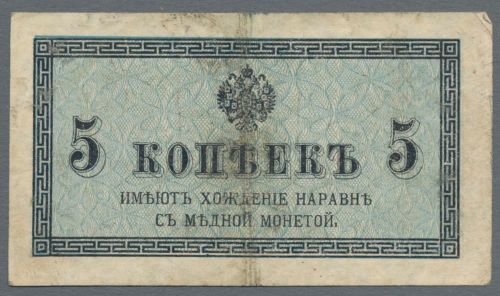 5 КОПѢЕКЪ 5
ИМѢЮТЪ ХОЖДЕНІЕ НАРАВНѢ
СЪ МѢДНОЙ МОНЕТОЙ.